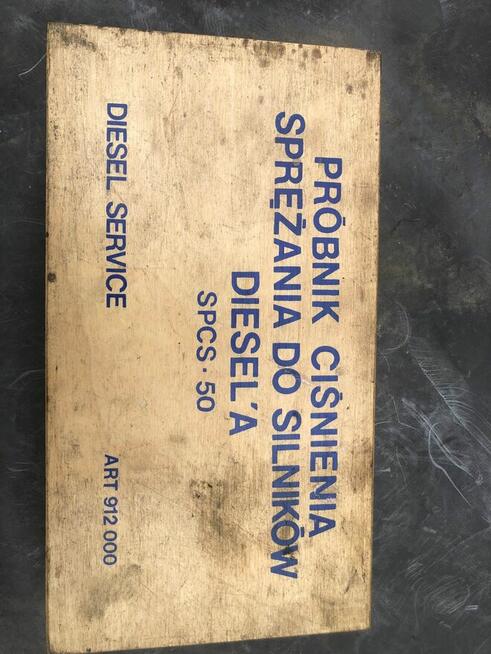 PRÓBNIK CIŚNIENIA
SPRĘŻANIA DO SILNIKÓW
DIESEL´A
SPCS·50
DIESEL SERVICE
ART 912 000